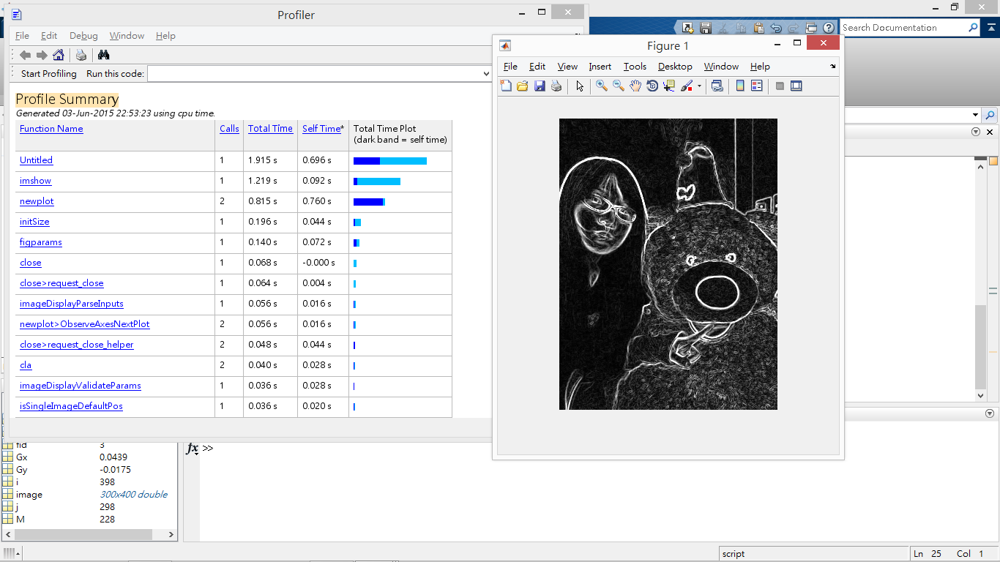 Profiler
File Edit Debug Window Help
Start Profiling Run this code:
Profile Summary
Generated 03-Jun-2015 22:53:23 using cpu time.
Function Name Calls Total Time Self Time* Total Time Plot
(dark band = self time)
Untitled 1 1.915 s 0.696 s
imshow 1 1.219 s 0.092 s
newplot 2 0.815 s 0.760 s
initSize 1 0.196 s 0.044 s
figparams 1 0.140 s 0.072 s
close 1 0.068 s -0.000 s
close>request_close 1 0.064 s 0.004 s
imageDisplayParseInputs 1 0.056 s 0.016 s
newplot>ObserveAxesNextPlot 2 0.056 s 0.016 s
close>request_close_helper 2 0.048 s 0.044 s
cla 2 0.040 s 0.028 s
imageDisplayValidateParams 1 0.036 s 0.028 s
isSingleImageDefaultPos 1 0.036 s 0.020 s
Search Documentation
Figure 1
File Edit View Insert Tools Desktop Window Help
fid 3
Gx 0.0439
Gy -0.0175
i 398
image 300x400 double
j 298
M 228
fx >>
script Ln 25 Col 1